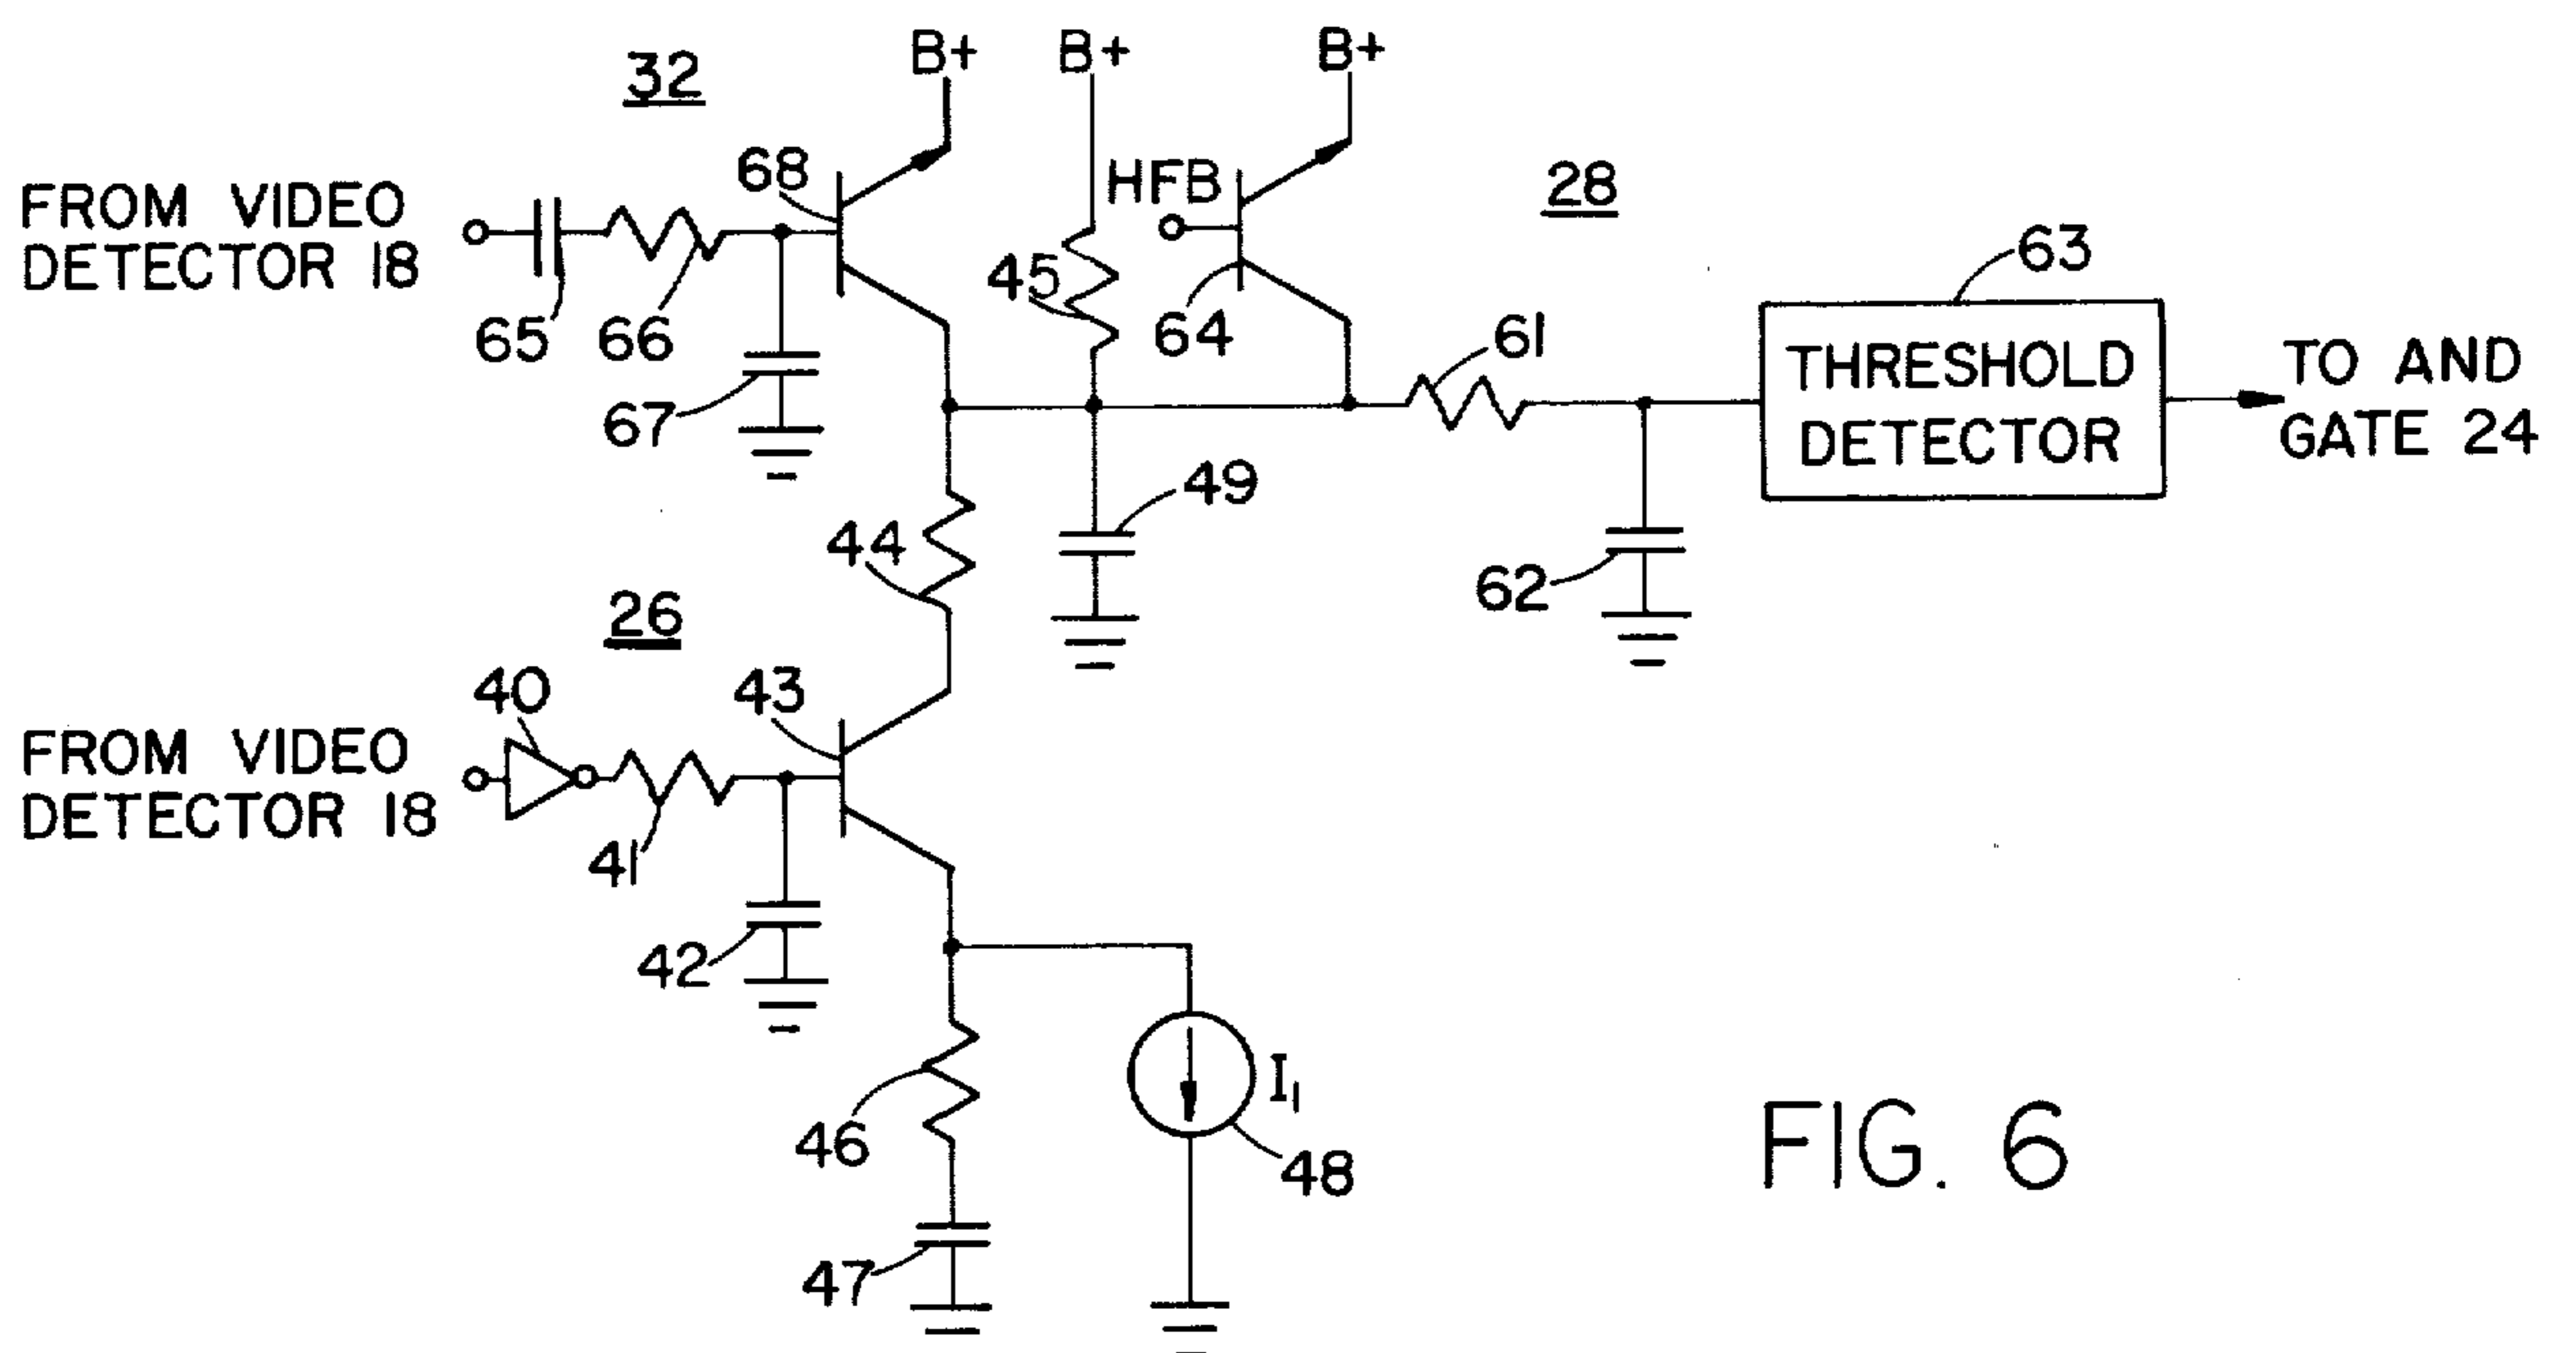 32
B+
B+
B+
68
HFB
28
FROM VIDEO
DETECTOR 18
65
66
67
45
64
61
63
THRESHOLD
DETECTOR
TO AND
GATE 24
44
49
62
26
40
43
FROM VIDEO
DETECTOR 18
41
42
46
I1
48
47
FIG. 6